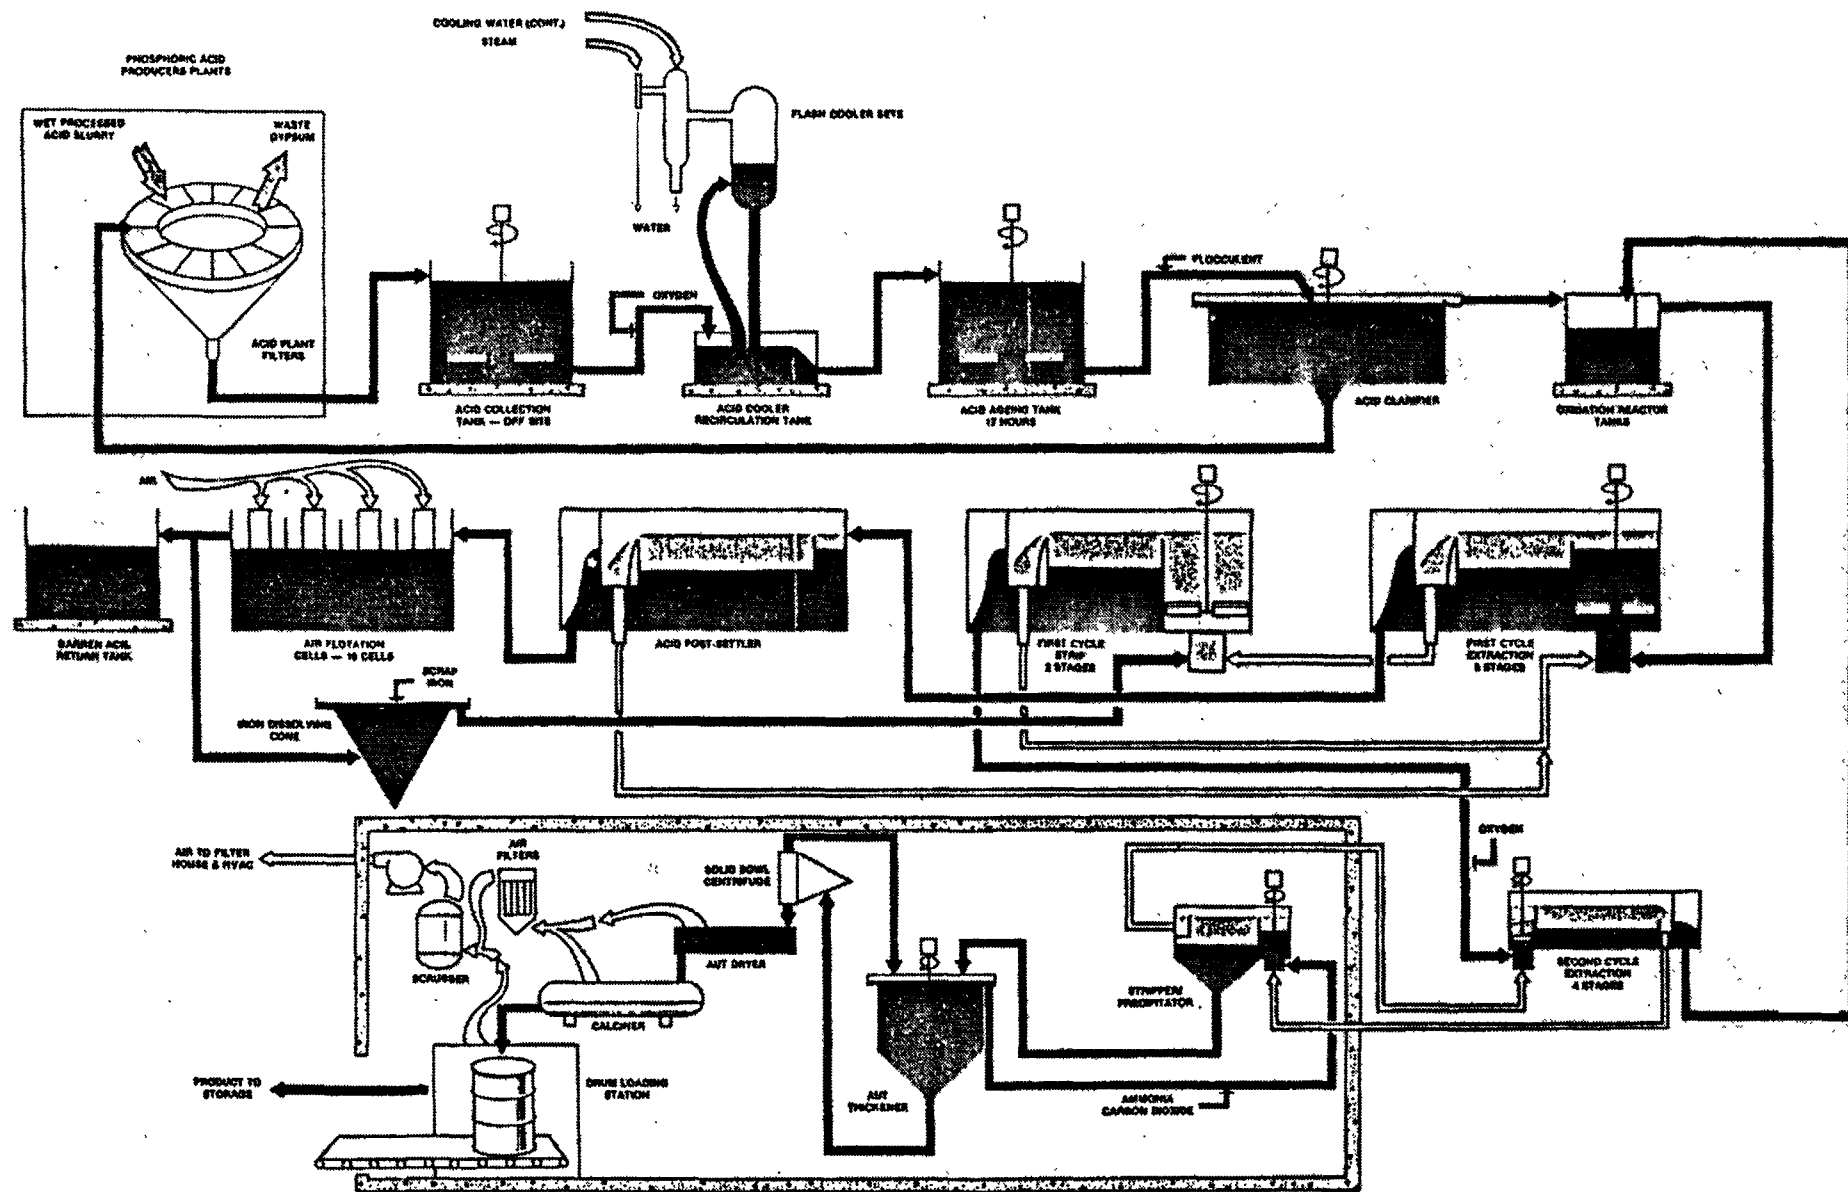 COOLING WATER (CONT.)
STEAM
PHOSPHORIC ACID
PRODUCERS PLANTS
WET PROCESSED
ACID SLURRY
WASTE
GYPSUM
FLASH COOLER SETS
WATER
ACID PLANT
FILTERS
OXYGEN
FLOCCULENT
ACID COLLECTION
TANK — OFF SITE
ACID COOLER
RECIRCULATION TANK
ACID AGEING TANK
17 HOURS
ACID CLARIFIER
OXIDATION REACTOR
TANKS
AIR
BARREN ACID
RETURN TANK
AIR FLOTATION
CELLS —
CELLS
ACID POST-SETTLER
FIRST CYCLE
STRIP
2 STAGES
FIRST CYCLE
EXTRACTION
5 STAGES
SCRAP
IRON
IRON DISSOLVING
CONE
OXYGEN
AIR TO FILTER
HOUSE & HVAC
AIR
FILTERS
SOLID BOWL
CENTRIFUGE
SCRUBBER
AUT DRYER
SECOND CYCLE
EXTRACTION
4 STAGES
STRIPPER/
PRECIPITATOR
CALCINER
PRODUCT TO
STORAGE
DRUM LOADING
STATION
AUT
THICKENER
AMMONIA
CARBON DIOXIDE